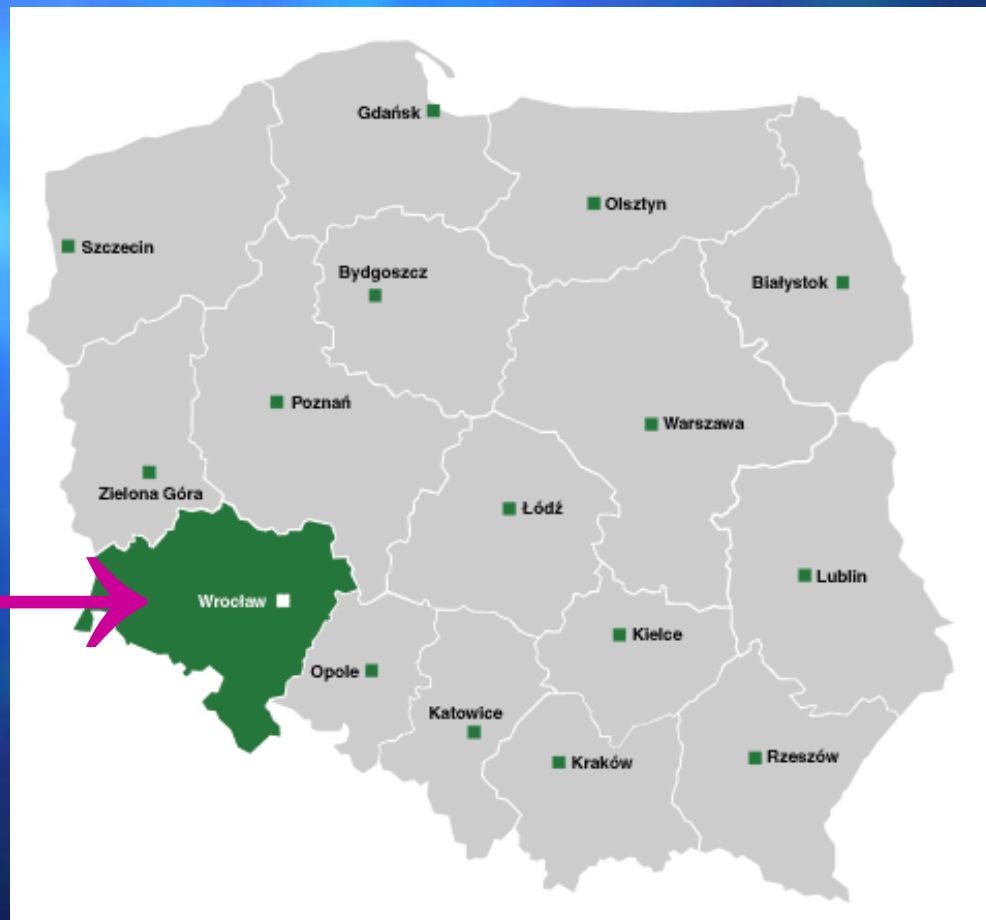 Gdańsk
Olsztyn
Szczecin
Bydgoszcz
Białystok
Poznań
Warszawa
Zielona Góra
Łódź
Lublin
Wrocław
Kielce
Opole
Katowice
Kraków
Rzeszów